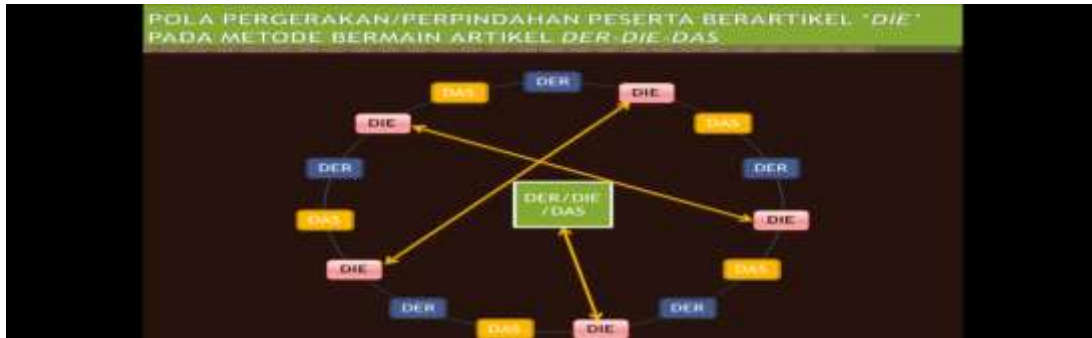 POLA PERGERAKAN/PERPINDAHAN PESERTA BERARTIKEL "DIE"
PADA METODE BERMAIN ARTIKEL DER-DIE-DAS
DER
DIE
DAS
DER
DIE
DAS
DER
DIE
DAS
DER
DIE
DAS
DER
DIE
DAS
DER/DIE
/DAS